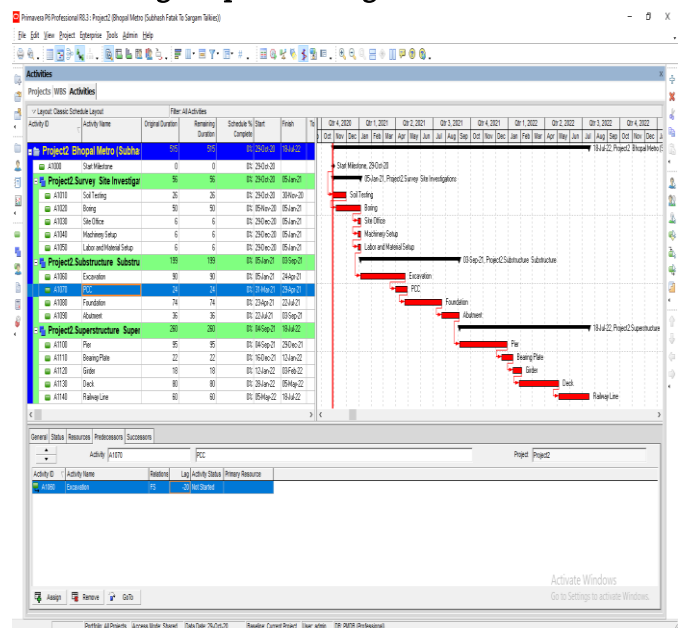 Primavera P6 Professional R8.3 : Project2 (Bhopal Metro (Subhash Fatak To Sargam Talkies))
File Edit View Project Enterprise Tools Admin Help
Activities
Projects WBS Activities
Layout: Classic Schedule Layout Filter: All Activities
Activity ID Activity Name Original Duration Remaining Duration Schedule % Complete Start Finish
Qtr 4, 2020 Qtr 1, 2021 Qtr 2, 2021 Qtr 3, 2021 Qtr 4, 2021 Qtr 1, 2022 Qtr 2, 2022 Qtr 3, 2022 Qtr 4, 2022
Oct Nov Dec Jan Feb Mar Apr May Jun Jul Aug Sep Oct Nov Dec Jan Feb Mar Apr May Jun Jul Aug Sep Oct Nov Dec
Project2 Bhopal Metro (Subha 515 515 0% 29-Oct-20 18-Jul-22 18-Jul-22, Project2 Bhopal Metro (S
A1000 Start Milestone 0 0 0% 29-Oct-20 Start Milestone, 29-Oct-20
Project2.Survey Site Investigat 56 56 0% 29-Oct-20 05-Jan-21 05-Jan-21, Project2.Survey Site Investigations
A1010 Soil Testing 26 26 0% 29-Oct-20 30-Nov-20 Soil Testing
A1020 Boring 50 50 0% 05-Nov-20 05-Jan-21 Boring
A1030 Site Office 6 6 0% 29-Dec-20 05-Jan-21 Site Office
A1040 Machinery Setup 6 6 0% 29-Dec-20 05-Jan-21 Machinery Setup
A1050 Labor and Material Setup 6 6 0% 29-Dec-20 05-Jan-21 Labor and Material Setup
Project2.Substructure Substru 199 199 0% 05-Jan-21 03-Sep-21 03-Sep-21, Project2.Substructure Substructure
A1060 Excavation 90 90 0% 05-Jan-21 24-Apr-21 Excavation
A1070 PCC 24 24 0% 31-Mar-21 29-Apr-21 PCC
A1080 Foundation 74 74 0% 23-Apr-21 22-Jul-21 Foundation
A1090 Abutment 36 36 0% 22-Jul-21 03-Sep-21 Abutment
Project2.Superstructure Super 260 260 0% 04-Sep-21 18-Jul-22 18-Jul-22, Project2.Superstructure
A1100 Pier 95 95 0% 04-Sep-21 29-Dec-21 Pier
A1110 Bearing Plate 22 22 0% 16-Dec-21 12-Jan-22 Bearing Plate
A1120 Girder 18 18 0% 12-Jan-22 03-Feb-22 Girder
A1130 Deck 80 80 0% 28-Jan-22 05-May-22 Deck
A1140 Railway Line 60 60 0% 05-May-22 18-Jul-22 Railway Line
General Status Resources Predecessors Successors
Activity A1070 PCC Project Project2
Activity ID Activity Name Relations Lag Activity Status Primary Resource
A1060 Excavation FS -20 Not Started
Activate Windows
Go to Settings to activate Windows.
Assign Remove GoTo
Portfolio: All Projects Access Mode: Shared Data Date: 29-Oct-20 Baseline: Current Project User: admin DB: PMDB (Professional)